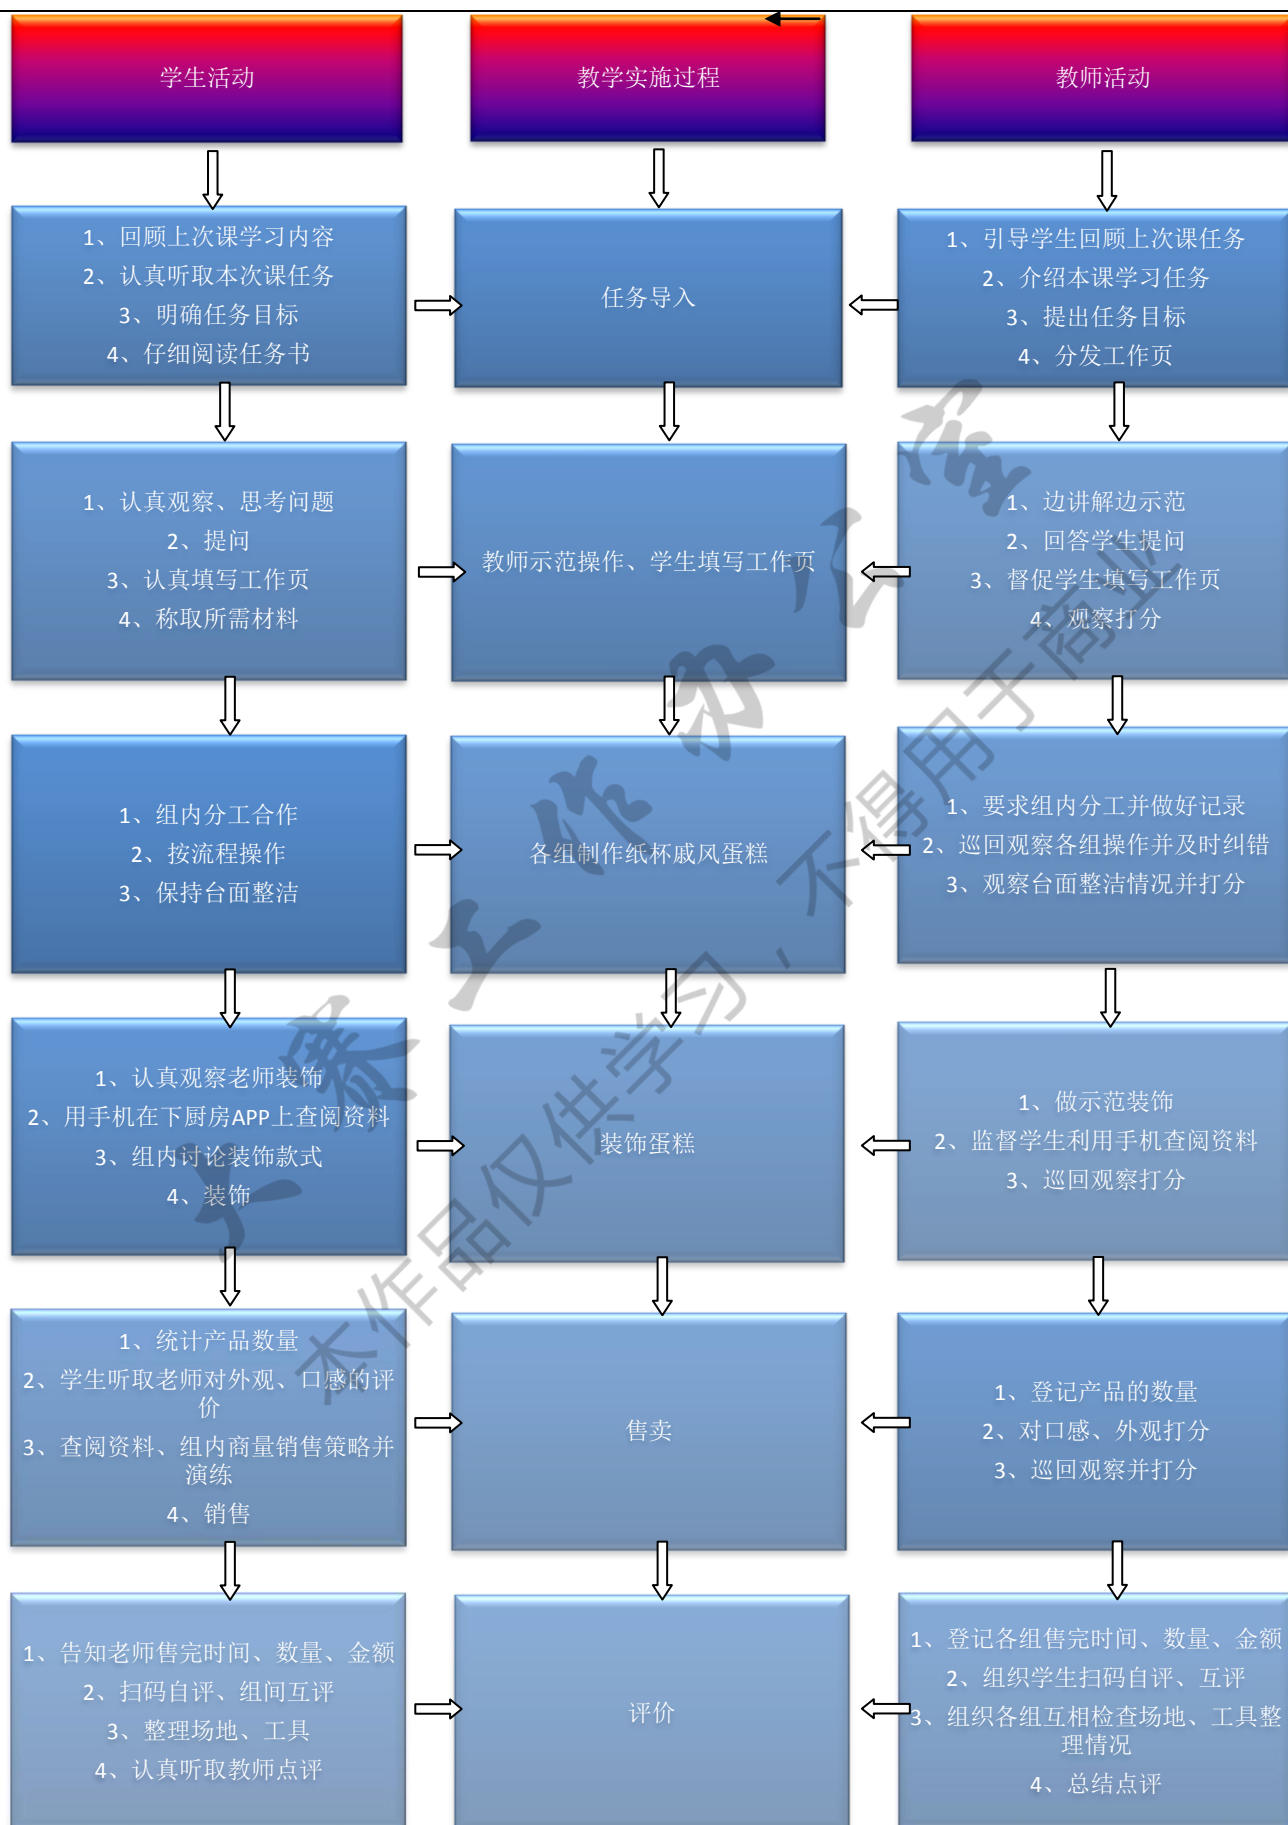 学生活动
教学实施过程
教师活动
1、回顾上次课学习内容
2、认真听取本次课任务
3、明确任务目标
4、仔细阅读任务书
任务导入
1、引导学生回顾上次课任务
2、介绍本课学习任务
3、提出任务目标
4、分发工作页
1、认真观察、思考问题
2、提问
3、认真填写工作页
4、称取所需材料
教师示范操作、学生填写工作页
1、边讲解边示范
2、回答学生提问
3、督促学生填写工作页
4、观察打分
1、组内分工合作
2、按流程操作
3、保持台面整洁
各组制作纸杯戚风蛋糕
1、要求组内分工并做好记录
2、巡回观察各组操作并及时纠错
3、观察台面整洁情况并打分
1、认真观察老师装饰
2、用手机在下厨房APP上查阅资料
3、组内讨论装饰款式
4、装饰
装饰蛋糕
1、做示范装饰
2、监督学生利用手机查阅资料
3、巡回观察打分
1、统计产品数量
2、学生听取老师对外观、口感的评
价
3、查阅资料、组内商量销售策略并
演练
4、销售
售卖
1、登记产品的数量
2、对口感、外观打分
3、巡回观察并打分
1、告知老师售完时间、数量、金额
2、扫码自评、组间互评
3、整理场地、工具
4、认真听取教师点评
评价
1、登记各组售完时间、数量、金额
2、组织学生扫码自评、互评
3、组织各组互相检查场地、工具整
理情况
4、总结点评
大赛工作办公室
本作品仅供学习，不得用于商业